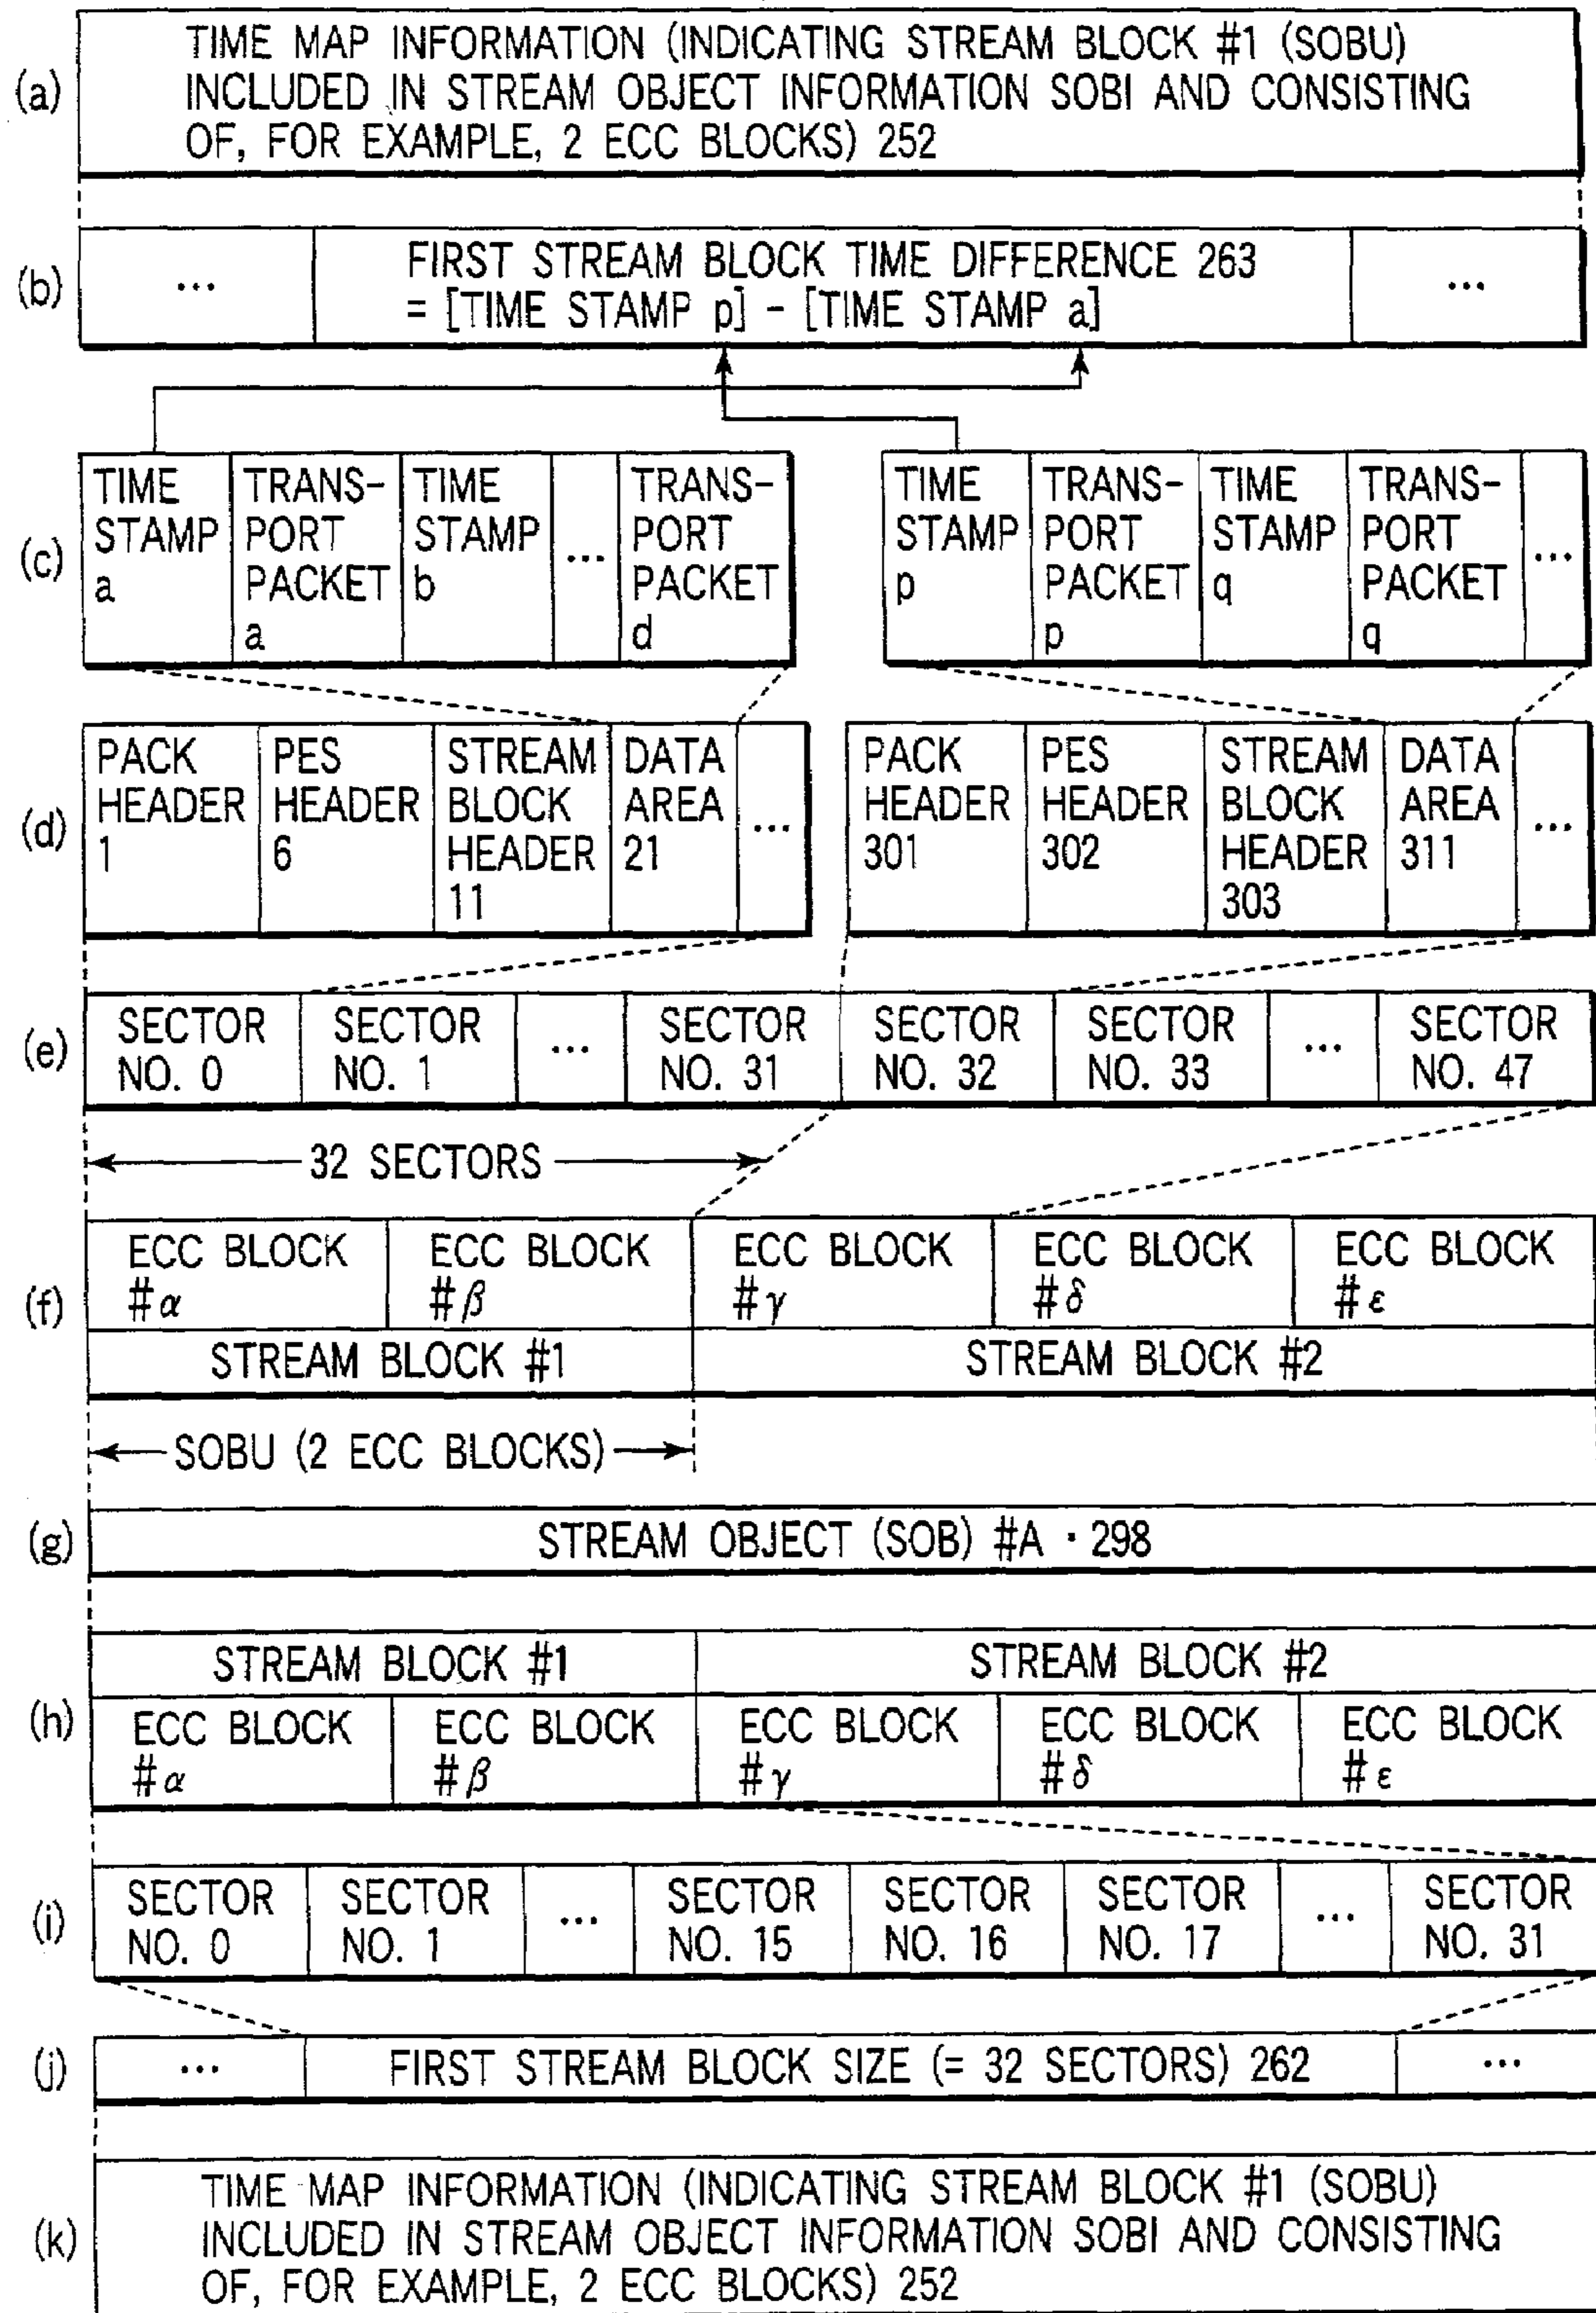 (a)
TIME MAP INFORMATION (INDICATING STREAM BLOCK #1 (SOBU)
INCLUDED IN STREAM OBJECT INFORMATION SOBI AND CONSISTING
OF, FOR EXAMPLE, 2 ECC BLOCKS) 252
(b)
...
FIRST STREAM BLOCK TIME DIFFERENCE 263
= [TIME STAMP p] - [TIME STAMP a]
...
(c)
TIME
STAMP
a
TRANS-
PORT
PACKET
a
TIME
STAMP
b
...
TRANS-
PORT
PACKET
d
TIME
STAMP
p
TRANS-
PORT
PACKET
p
TIME
STAMP
q
TRANS-
PORT
PACKET
q
...
(d)
PACK
HEADER
1
PES
HEADER
6
STREAM
BLOCK
HEADER
11
DATA
AREA
21
...
PACK
HEADER
301
PES
HEADER
302
STREAM
BLOCK
HEADER
303
DATA
AREA
311
...
(e)
SECTOR
NO. 0
SECTOR
NO. 1
...
SECTOR
NO. 31
SECTOR
NO. 32
SECTOR
NO. 33
...
SECTOR
NO. 47
32 SECTORS
(f)
ECC BLOCK
#α
ECC BLOCK
#β
ECC BLOCK
#γ
ECC BLOCK
#δ
ECC BLOCK
#ε
STREAM BLOCK #1
STREAM BLOCK #2
SOBU (2 ECC BLOCKS)
(g)
STREAM OBJECT (SOB) #A · 298
(h)
STREAM BLOCK #1
STREAM BLOCK #2
ECC BLOCK
#α
ECC BLOCK
#β
ECC BLOCK
#γ
ECC BLOCK
#δ
ECC BLOCK
#ε
(i)
SECTOR
NO. 0
SECTOR
NO. 1
...
SECTOR
NO. 15
SECTOR
NO. 16
SECTOR
NO. 17
...
SECTOR
NO. 31
(j)
...
FIRST STREAM BLOCK SIZE (= 32 SECTORS) 262
...
(k)
TIME MAP INFORMATION (INDICATING STREAM BLOCK #1 (SOBU)
INCLUDED IN STREAM OBJECT INFORMATION SOBI AND CONSISTING
OF, FOR EXAMPLE, 2 ECC BLOCKS) 252